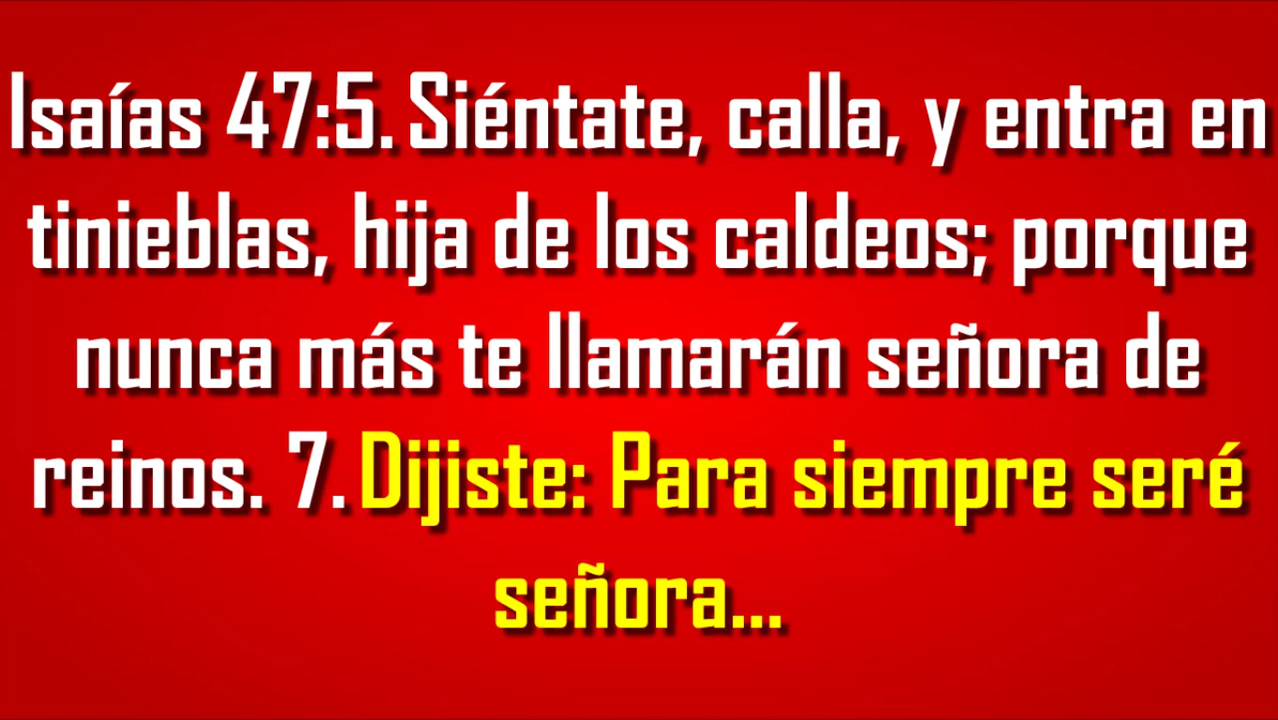 Isaías 47:5. Siéntate, calla, y entra en
tinieblas, hija de los caldeos; porque
nunca más te llamarán señora de
reinos. 7. Dijiste: Para siempre seré
señora...